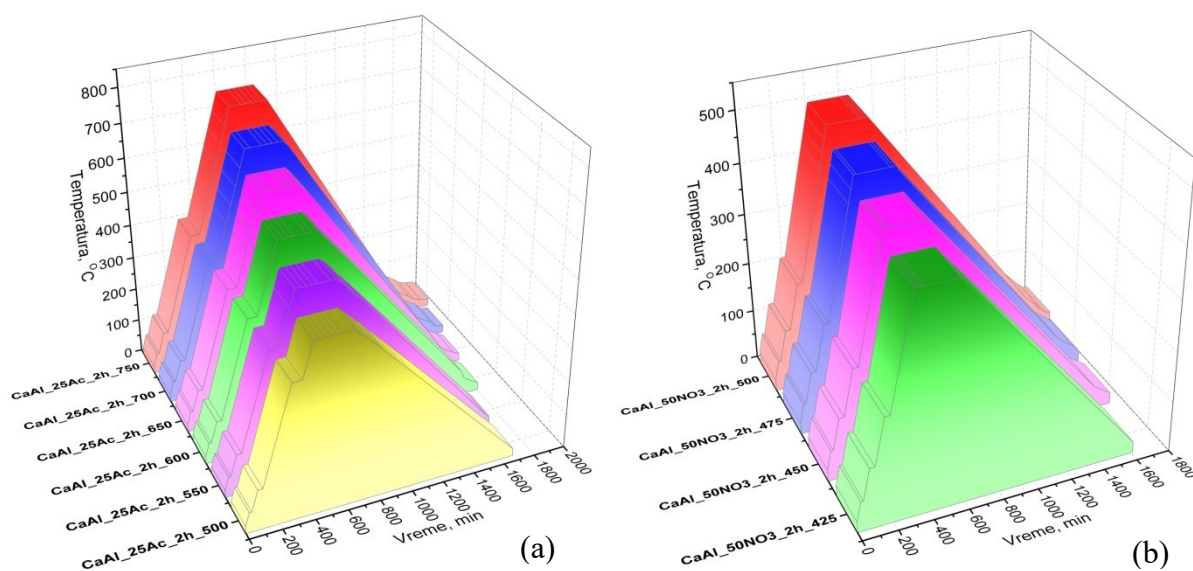 800
700
600
500
400
300
200
100
0
Temperatura, °C
CaAl_25Ac_2h_750
CaAl_25Ac_2h_700
CaAl_25Ac_2h_650
CaAl_25Ac_2h_600
CaAl_25Ac_2h_550
CaAl_25Ac_2h_500
0
200
400
600
800
1000
1200
1400
1600
1800
2000
Vreme, min
(a)
500
400
300
200
100
0
Temperatura, °C
CaAl_50NO3_2h_500
CaAl_50NO3_2h_475
CaAl_50NO3_2h_450
CaAl_50NO3_2h_425
0
200
400
600
800
1000
1200
1400
1600
1800
Vreme, min
(b)